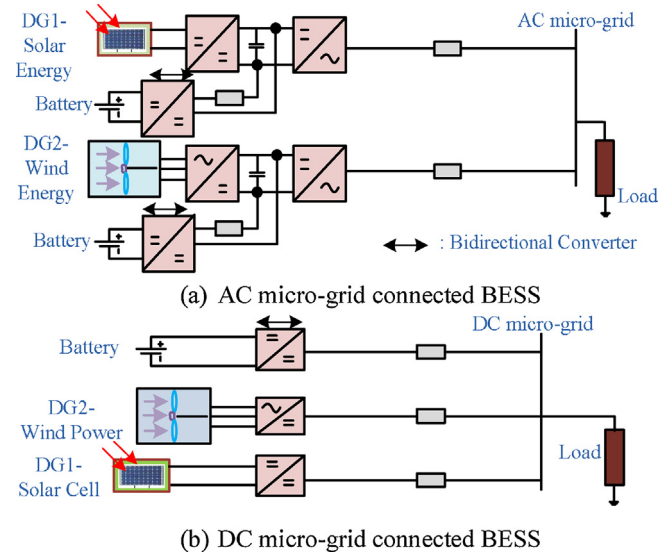 DG1-
Solar
Energy
AC micro-grid
Battery
DG2-
Wind
Energy
Load
Battery
: Bidirectional Converter
(a) AC micro-grid connected BESS
DC micro-grid
Battery
DG2-
Wind Power
Load
DG1-
Solar Cell
(b) DC micro-grid connected BESS